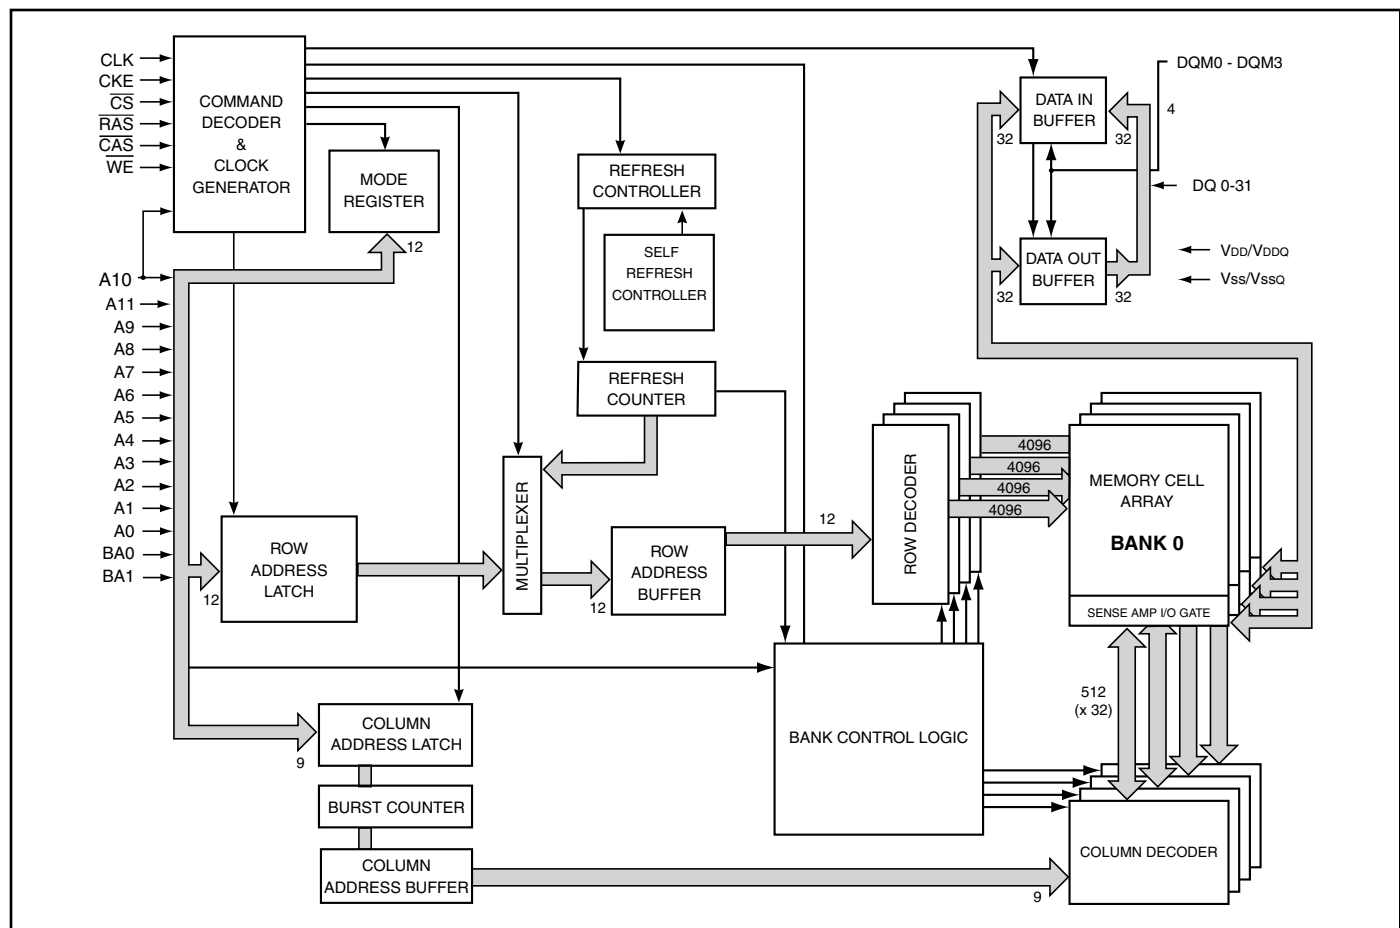 CLK
CKE
CS
RAS
CAS
WE
COMMAND
DECODER
&
CLOCK
GENERATOR
MODE
REGISTER
12
REFRESH
CONTROLLER
SELF
REFRESH
CONTROLLER
REFRESH
COUNTER
DATA IN
BUFFER
32
32
DQM0 - DQM3
4
DQ 0-31
DATA OUT
BUFFER
32
32
VDD/VDDQ
Vss/VssQ
A10
A11
A9
A8
A7
A6
A5
A4
A3
A2
A1
A0
BA0
BA1
12
ROW
ADDRESS
LATCH
MULTIPLEXER
12
ROW
ADDRESS
BUFFER
12
ROW DECODER
4096
4096
4096
4096
MEMORY CELL
ARRAY
BANK 0
SENSE AMP I/O GATE
512
(x 32)
BANK CONTROL LOGIC
9
COLUMN
ADDRESS LATCH
BURST COUNTER
COLUMN
ADDRESS BUFFER
9
COLUMN DECODER